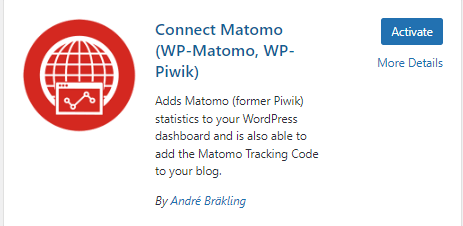 Connect Matomo
(WP-Matomo, WP-
Piwik)
Activate
More Details
Adds Matomo (former Piwik)
statistics to your WordPress
dashboard and is also able to
add the Matomo Tracking Code
to your blog.
By André Bräkling